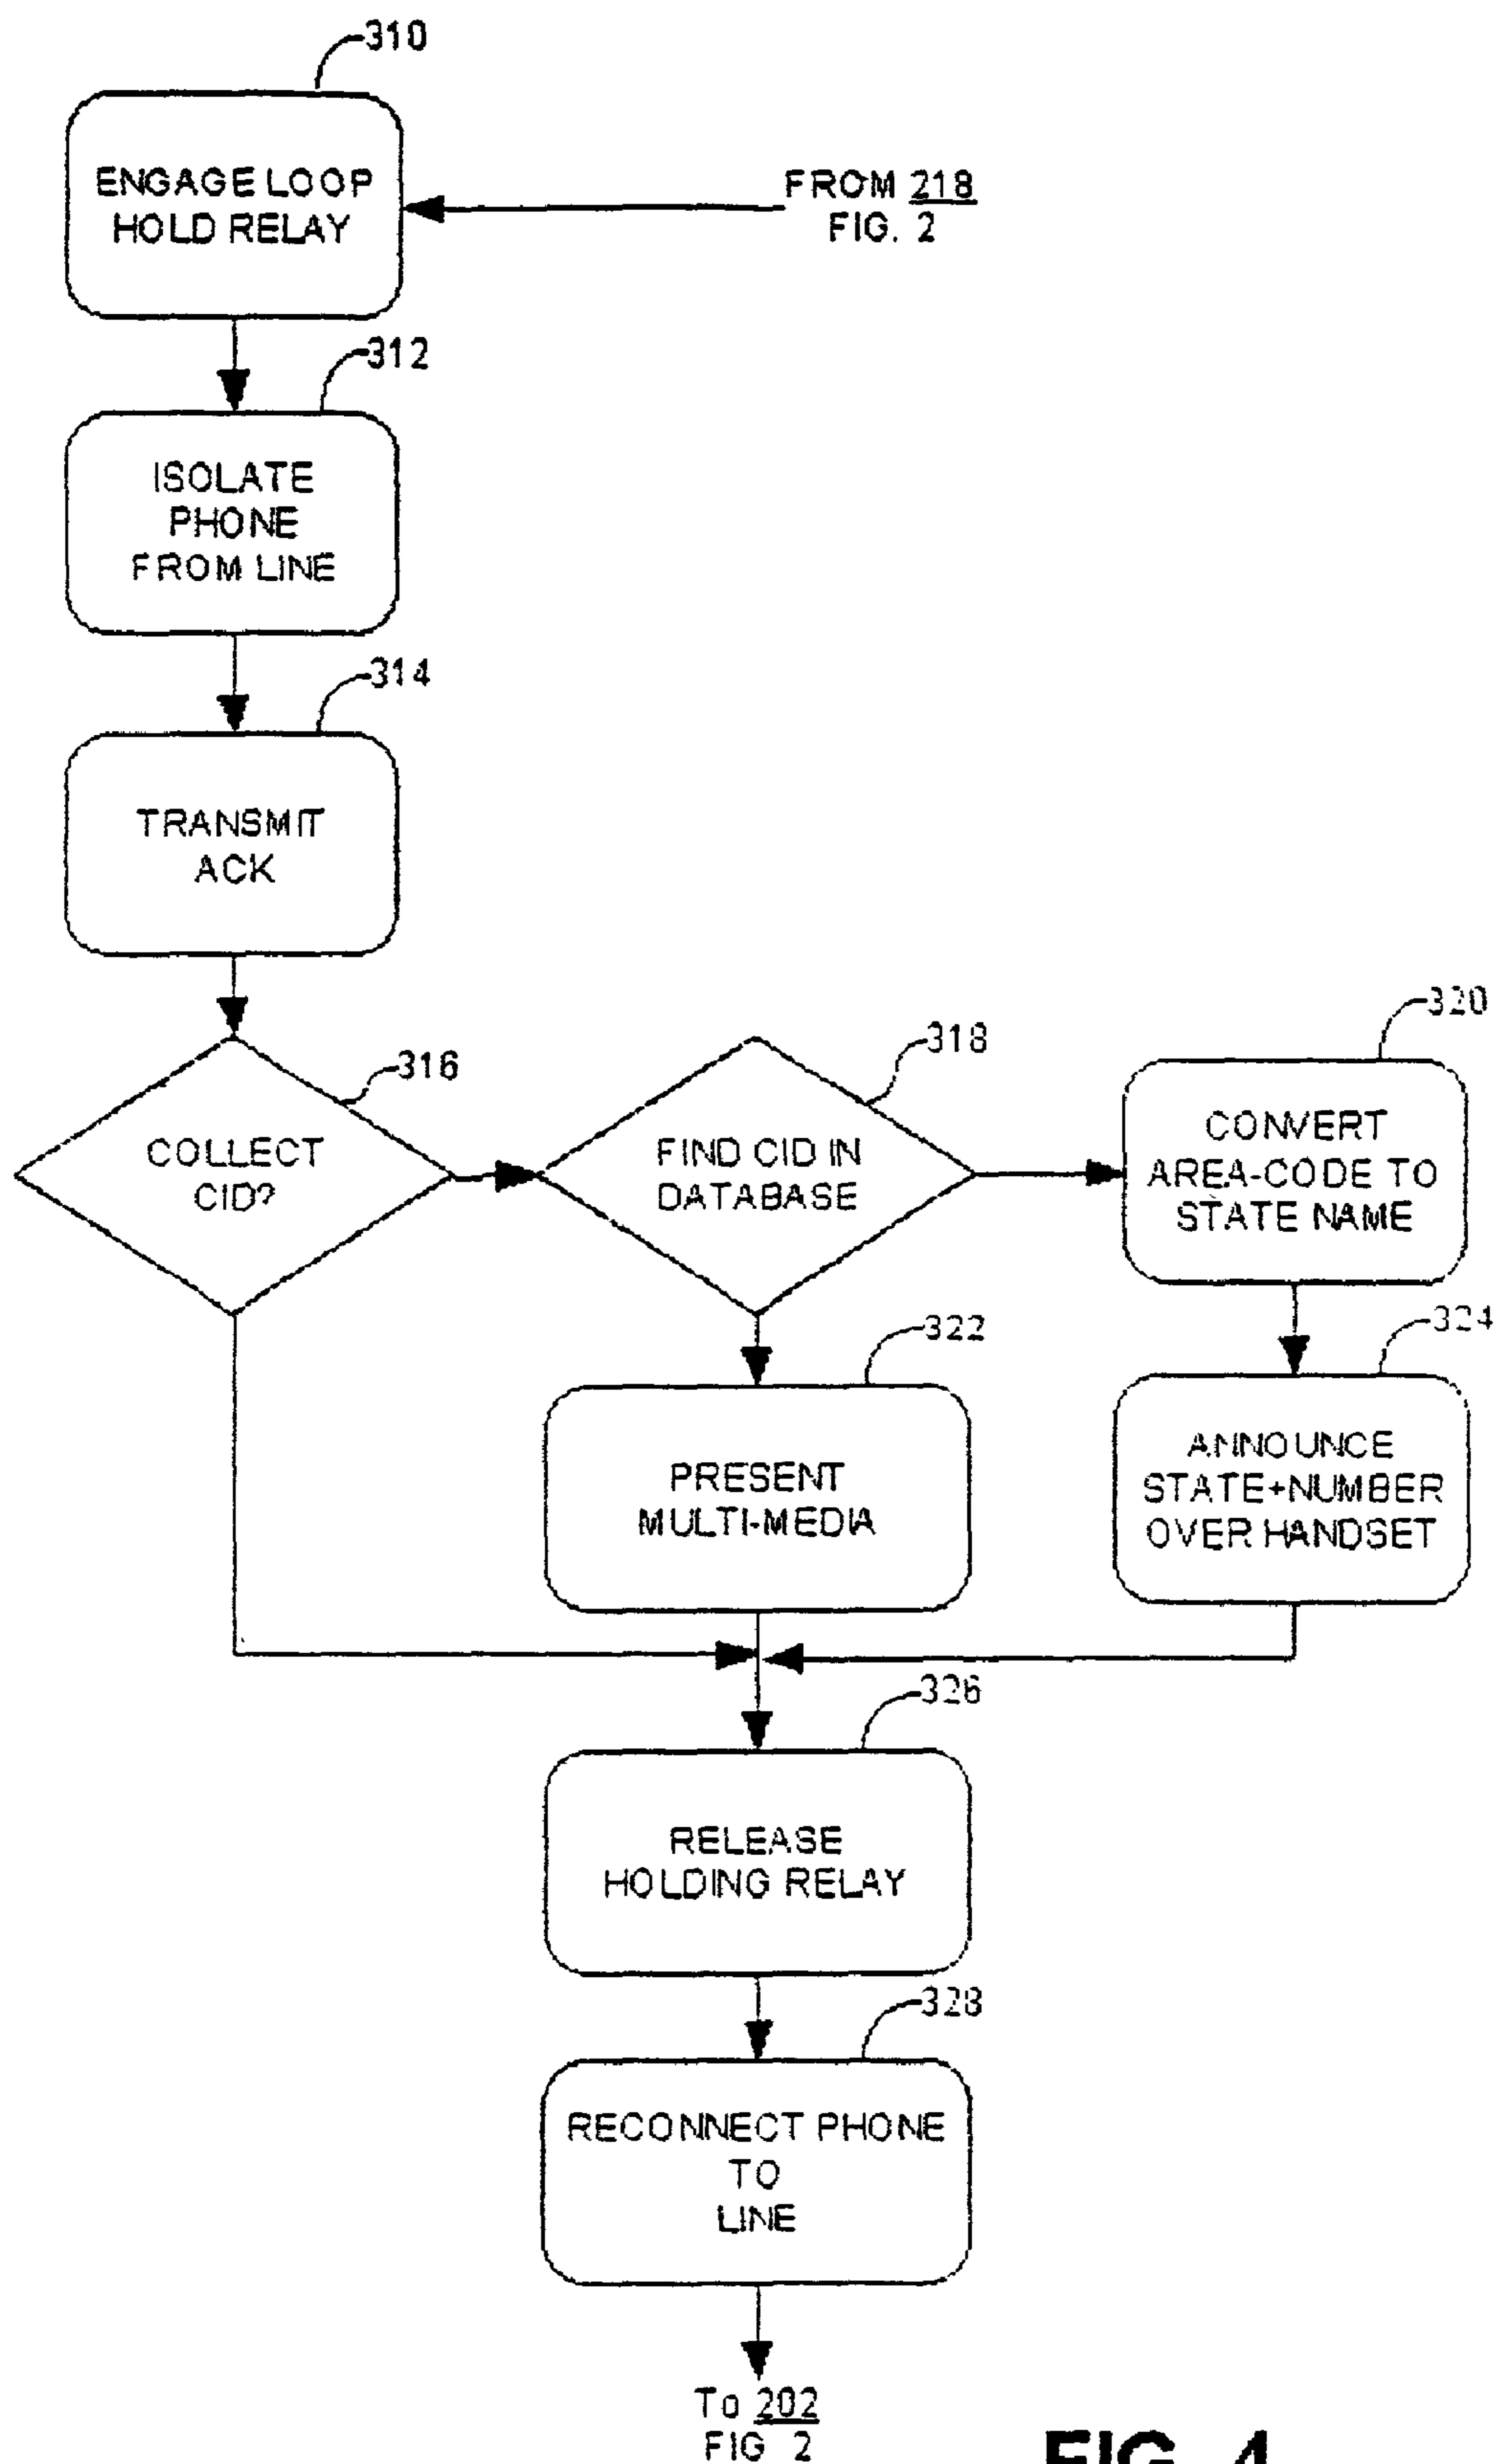 310
ENGAGE LOOP
HOLD RELAY
FROM 218
FIG. 2
312
ISOLATE
PHONE
FROM LINE
314
TRANSMIT
ACK
316
COLLECT
CID?
318
FIND CID IN
DATABASE
320
CONVERT
AREA-CODE TO
STATE NAME
322
PRESENT
MULTI-MEDIA
324
ANNOUNCE
STATE+NUMBER
OVER HANDSET
326
RELEASE
HOLDING RELAY
328
RECONNECT PHONE
TO
LINE
To 202
FIG 2
FIG. 4